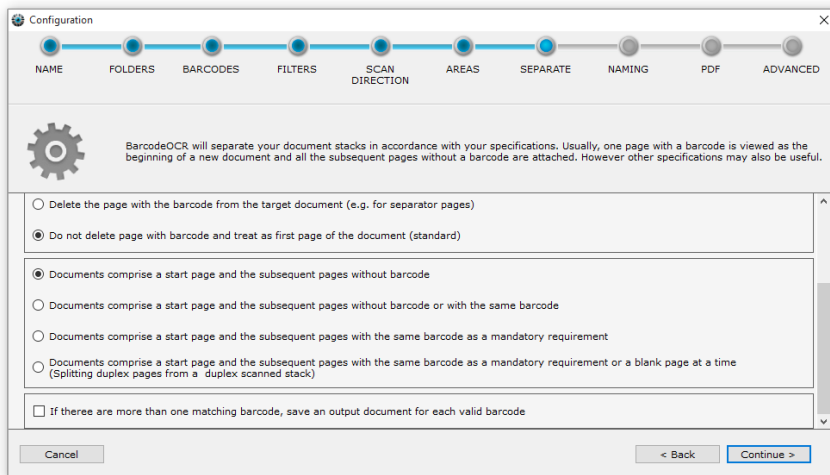 Configuration
NAME
FOLDERS
BARCODES
FILTERS
SCAN
DIRECTION
AREAS
SEPARATE
NAMING
PDF
ADVANCED
BarcodeOCR will separate your document stacks in accordance with your specifications. Usually, one page with a barcode is viewed as the
beginning of a new document and all the subsequent pages without a barcode are attached. However other specifications may also be useful.
Delete the page with the barcode from the target document (e.g. for separator pages)
Do not delete page with barcode and treat as first page of the document (standard)
Documents comprise a start page and the subsequent pages without barcode
Documents comprise a start page and the subsequent pages without barcode or with the same barcode
Documents comprise a start page and the subsequent pages with the same barcode as a mandatory requirement
Documents comprise a start page and the subsequent pages with the same barcode as a mandatory requirement or a blank page at a time
(Splitting duplex pages from a duplex scanned stack)
If theree are more than one matching barcode, save an output document for each valid barcode
Cancel
< Back
Continue >